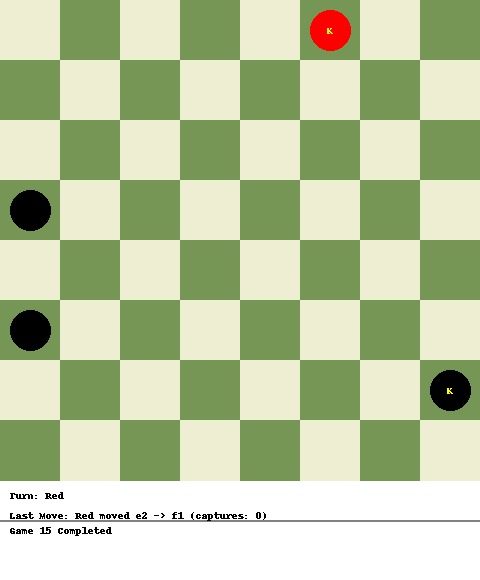 K
K
Turn: Red
Last Move: Red moved e2 -> f1 (captures: 0)
Game 15 Completed